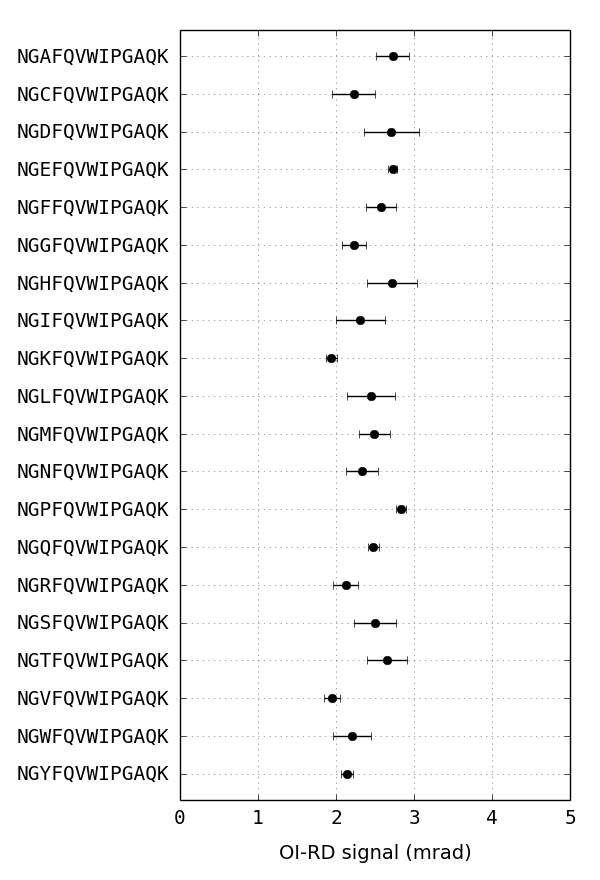 NGAFQVWIPGAQK
NGCFQVWIPGAQK
NGDFQVWIPGAQK
NGEFQVWIPGAQK
NGFFQVWIPGAQK
NGGFQVWIPGAQK
NGHFQVWIPGAQK
NGIFQVWIPGAQK
NGKFQVWIPGAQK
NGLFQVWIPGAQK
NGMFQVWIPGAQK
NGNFQVWIPGAQK
NGPFQVWIPGAQK
NGQFQVWIPGAQK
NGRFQVWIPGAQK
NGSFQVWIPGAQK
NGTFQVWIPGAQK
NGVFQVWIPGAQK
NGWFQVWIPGAQK
NGYFQVWIPGAQK
0 1 2 3 4 5
OI-RD signal (mrad)